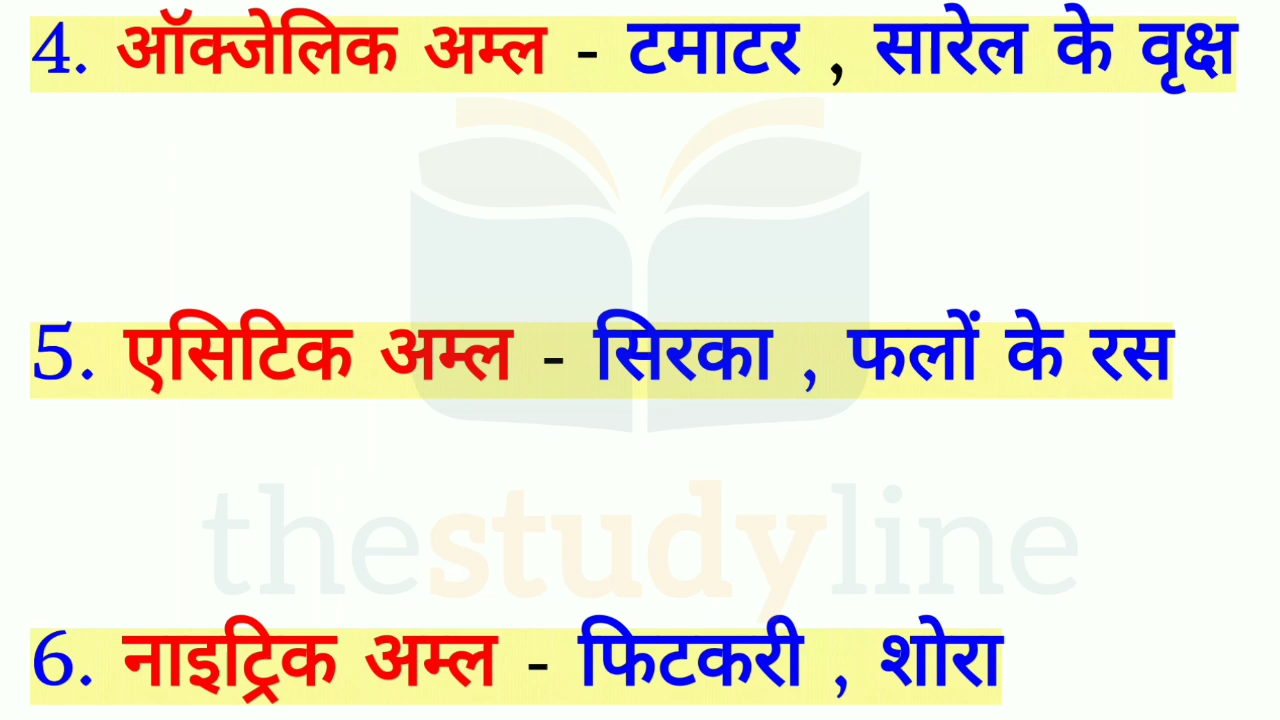 4. ऑक्जेलिक अम्ल - टमाटर , सारेल के वृक्ष
5. एसिटिक अम्ल - सिरका , फलों के रस
thestudyline
6. नाइट्रिक अम्ल - फिटकरी , शोरा